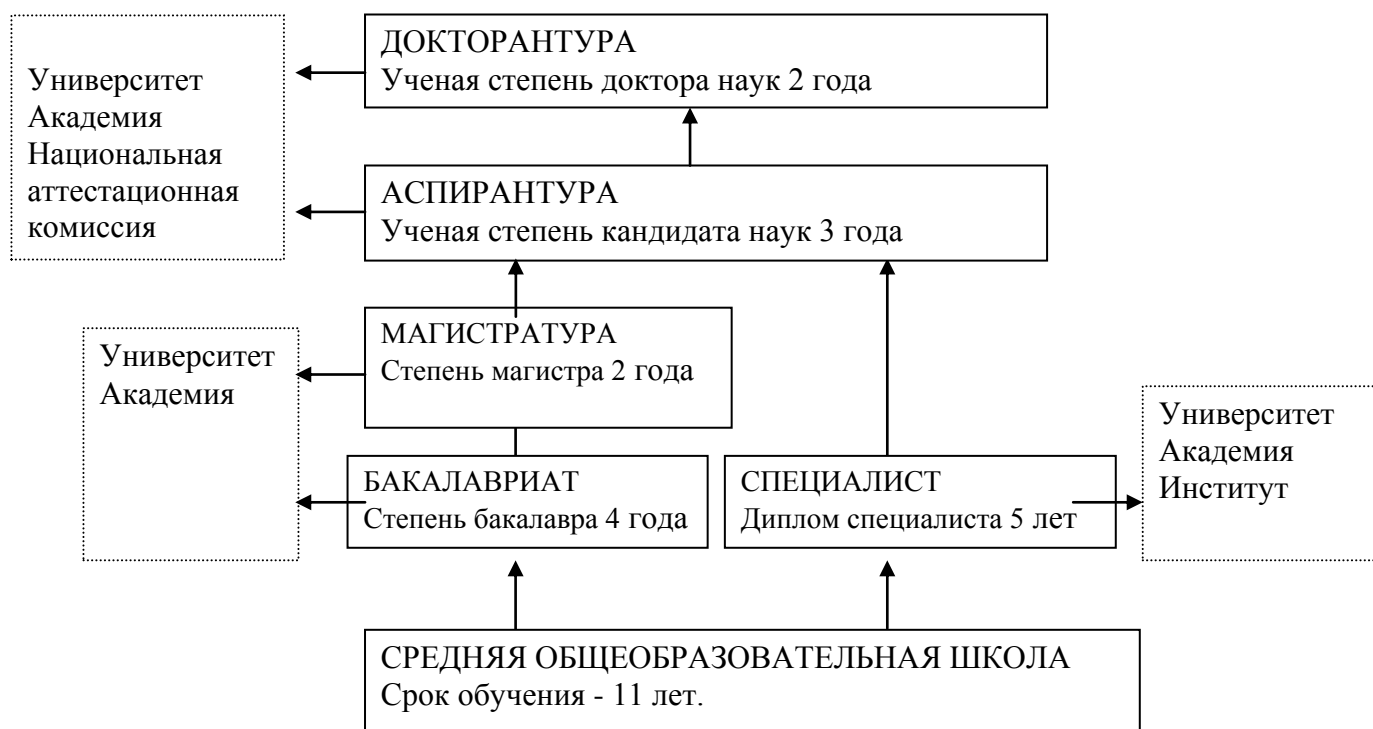 ДОКТОРАНТУРА
Ученая степень доктора наук 2 года
Университет
Академия
Национальная
аттестационная
комиссия
АСПИРАНТУРА
Ученая степень кандидата наук 3 года
МАГИСТРАТУРА
Степень магистра 2 года
Университет
Академия
Университет
Академия
Институт
БАКАЛАВРИАТ
Степень бакалавра 4 года
СПЕЦИАЛИСТ
Диплом специалиста 5 лет
СРЕДНЯЯ ОБЩЕОБРАЗОВАТЕЛЬНАЯ ШКОЛА
Срок обучения - 11 лет.